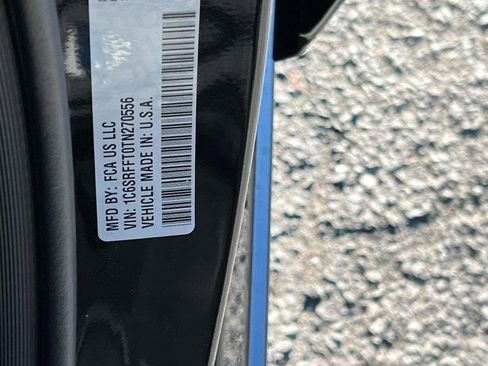 MFD BY: FCA US LLC
VIN: 1C6SRFFT0TN270556
VEHICLE MADE IN: U.S.A.